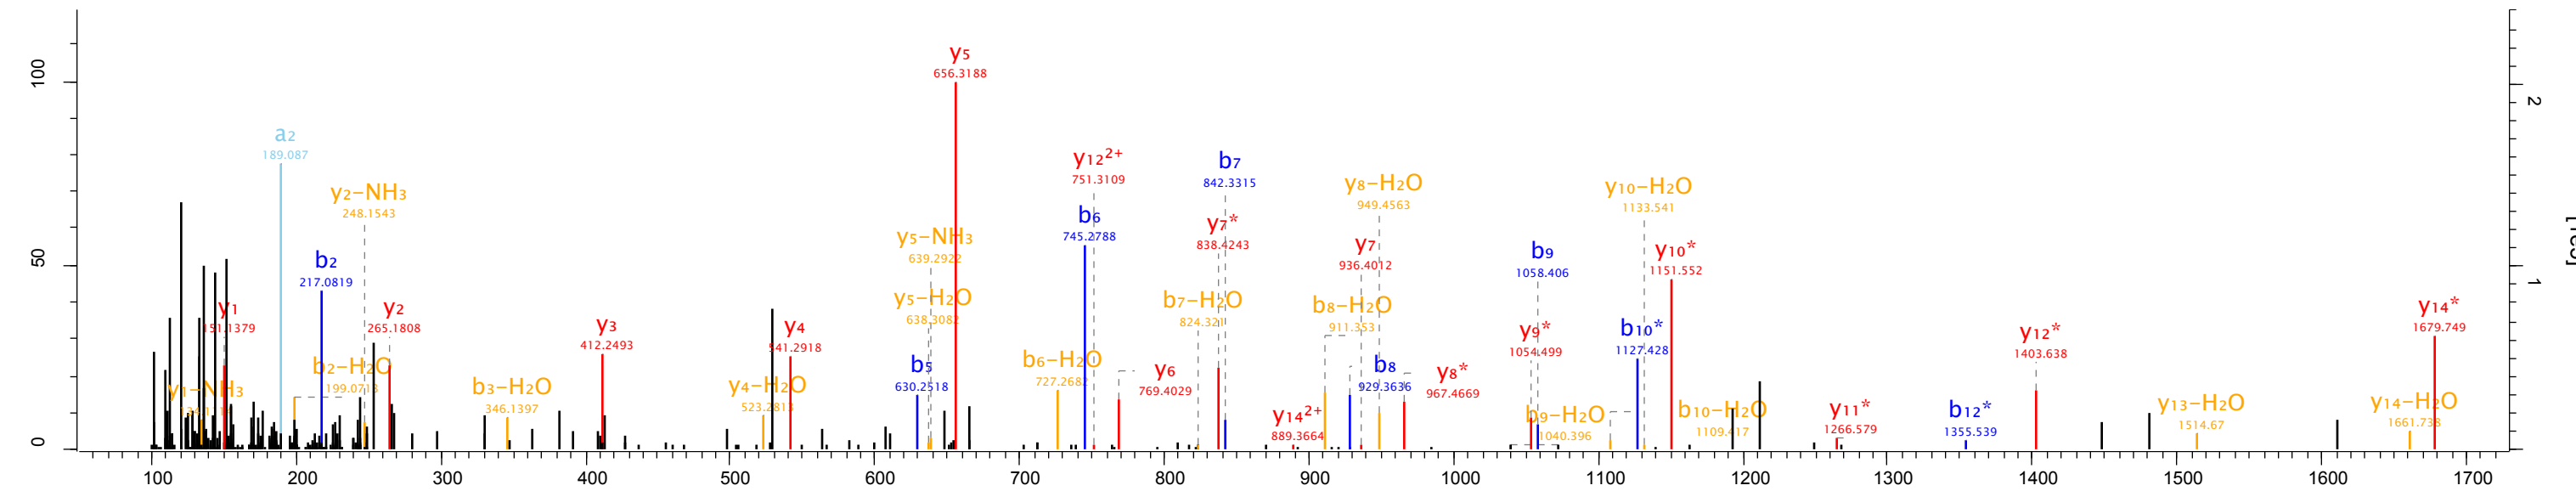 y5
656.3188
a2
189.087
y12 2+
751.3109
b7
842.3315
y8-H2O
949.4563
y10-H2O
1133.541
y2-NH3
248.1543
b6
745.2788
y7*
838.4243
y5-NH3
639.2922
y7
936.4012
b9
1058.406
y10*
1151.552
b2
217.0819
y5-H2O
638.3082
b7-H2O
824.321
b8-H2O
911.353
y1
151.1379
y2
265.1808
y3
412.2493
y4
541.2918
y9*
1054.499
b10*
1127.428
y12*
1403.638
y14*
1679.749
b2-H2O
b5
630.2518
b6-H2O
727.2682
y6
769.4029
b8
929.3636
y8*
967.4669
y1-NH3
b3-H2O
346.1397
y4-H2O
523.2813
y14 2+
889.3664
b9-H2O
1040.396
b10-H2O
1109.417
y11*
1266.579
b12*
1355.539
y13-H2O
1514.67
y14-H2O
1661.738
0
50
100
1
2
100 200 300 400 500 600 700 800 900 1000 1100 1200 1300 1400 1500 1600 1700